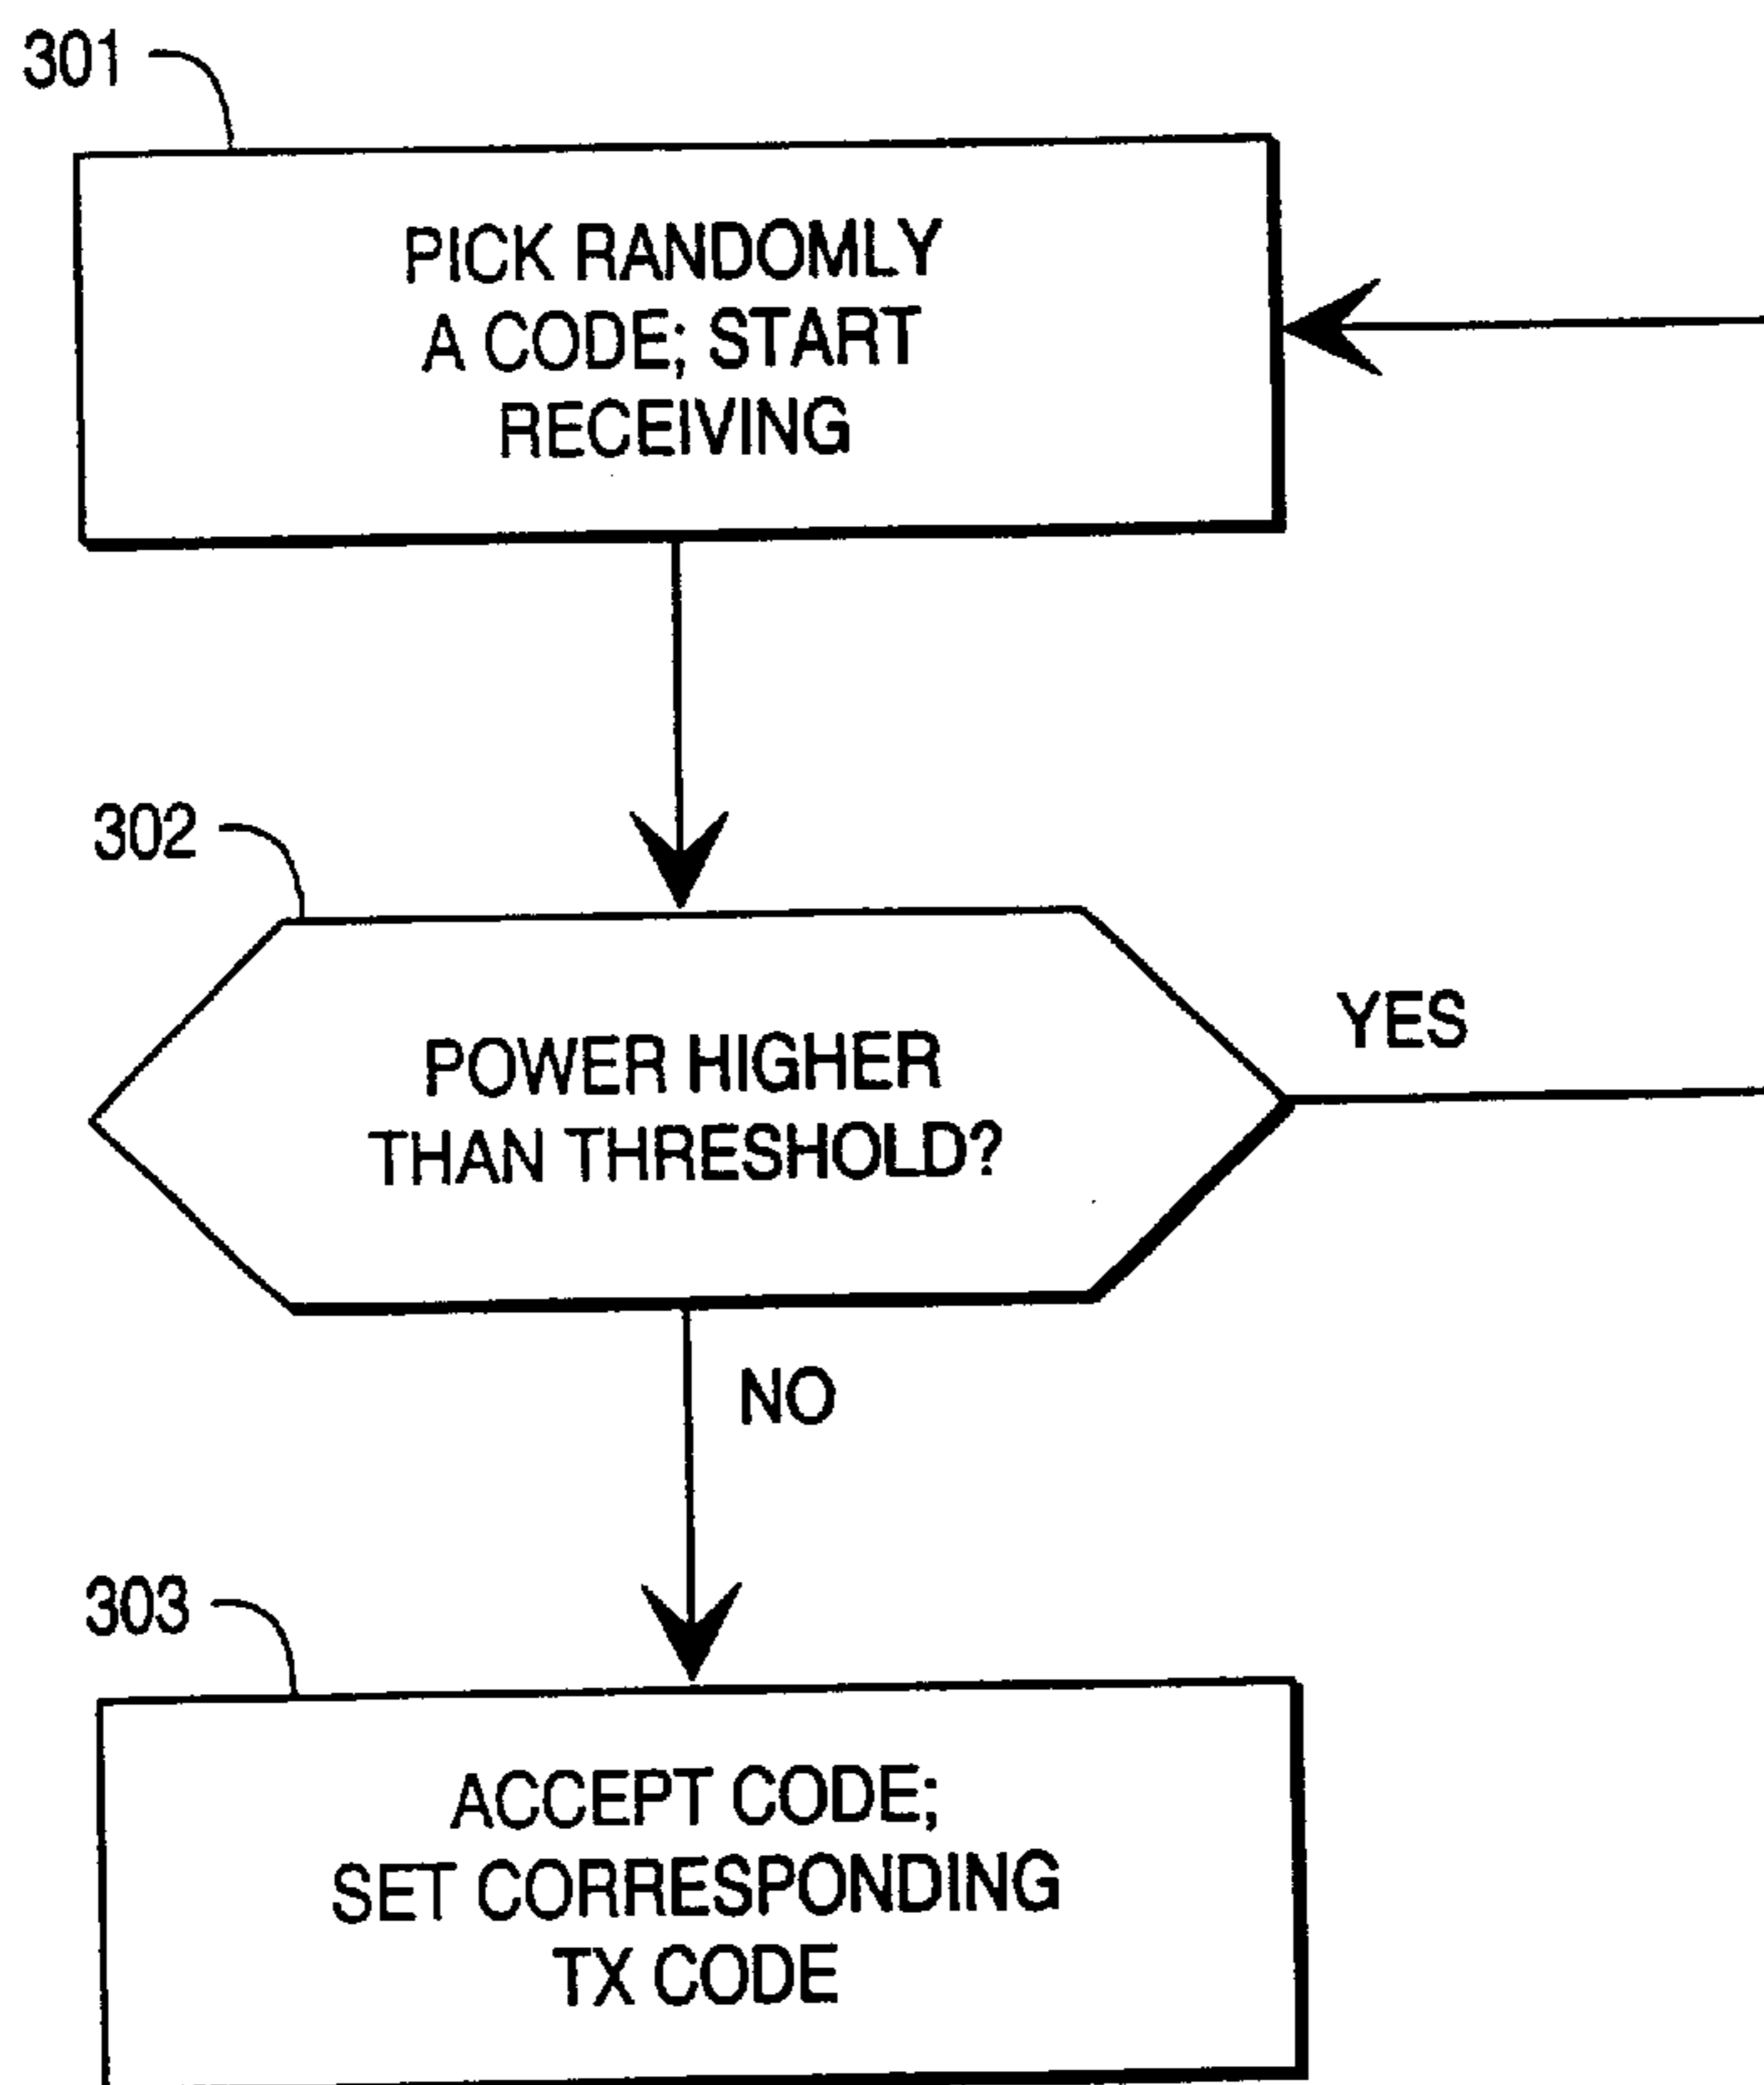 301
PICK RANDOMLY
A CODE; START
RECEIVING
302
POWER HIGHER
THAN THRESHOLD?
YES
NO
303
ACCEPT CODE;
SET CORRESPONDING
TX CODE